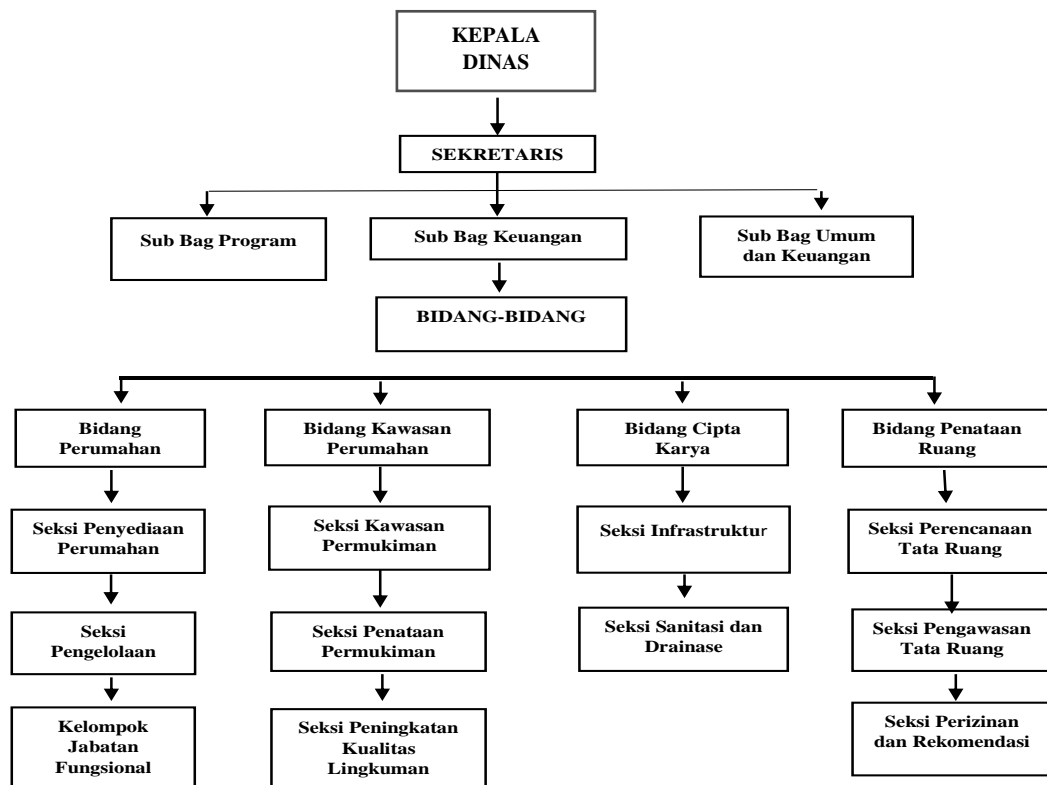 KEPALA
DINAS
SEKRETARIS
Sub Bag Program
Sub Bag Keuangan
Sub Bag Umum
dan Keuangan
BIDANG-BIDANG
Bidang
Perumahan
Bidang Kawasan
Perumahan
Bidang Cipta
Karya
Bidang Penataan
Ruang
Seksi Penyediaan
Perumahan
Seksi Kawasan
Permukiman
Seksi Infrastruktur
Seksi Perencanaan
Tata Ruang
Seksi
Pengelolaan
Seksi Penataan
Permukiman
Seksi Sanitasi dan
Drainase
Seksi Pengawasan
Tata Ruang
Kelompok
Jabatan
Fungsional
Seksi Peningkatan
Kualitas
Lingkuman
Seksi Perizinan
dan Rekomendasi